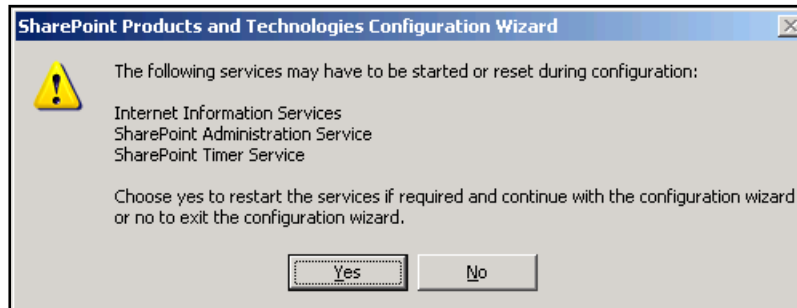 SharePoint Products and Technologies Configuration Wizard
The following services may have to be started or reset during configuration:
Internet Information Services
SharePoint Administration Service
SharePoint Timer Service
Choose yes to restart the services if required and continue with the configuration wizard
or no to exit the configuration wizard.
Yes No